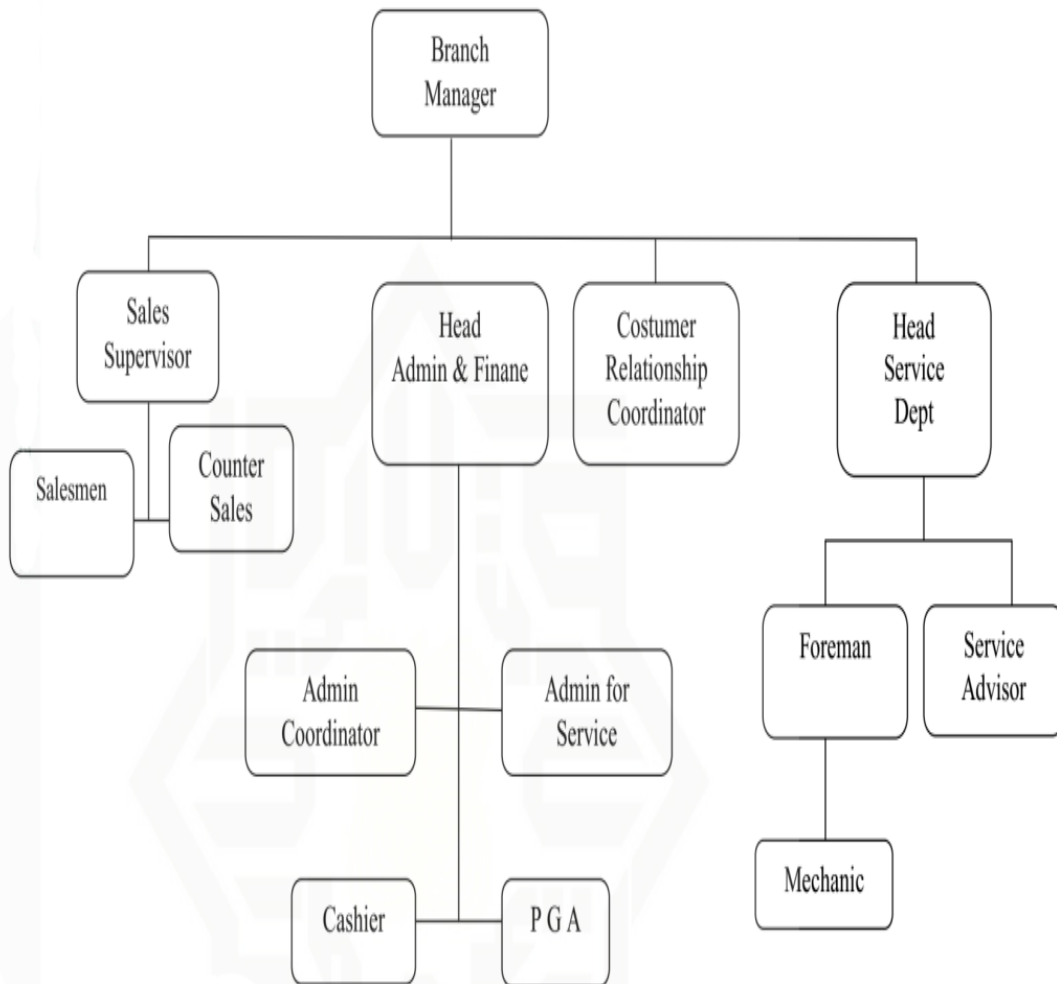 Branch
Manager
Sales
Supervisor
Head
Admin & Finane
Costumer
Relationship
Coordinator
Head
Service
Dept
Salesmen
Counter
Sales
Foreman
Service
Advisor
Admin
Coordinator
Admin for
Service
Mechanic
Cashier
P G A